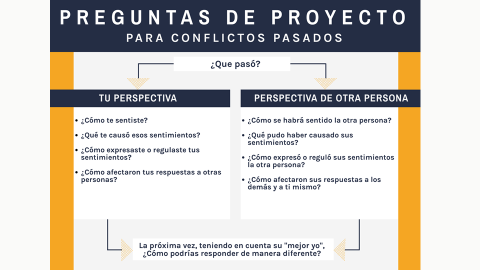 PREGUNTAS DE PROYECTO
PARA CONFLICTOS PASADOS
¿Que pasó?
TU PERSPECTIVA
• ¿Cómo te sentiste?
• ¿Qué te causó esos sentimientos?
• ¿Cómo expresaste o regulaste tus
sentimientos?
• ¿Cómo afectaron tus respuestas a otras
personas?
PERSPECTIVA DE OTRA PERSONA
• ¿Cómo se habrá sentido la otra persona?
• ¿Qué pudo haber causado sus
sentimientos?
• ¿Cómo expresó o reguló sus sentimientos
la otra persona?
• ¿Cómo afectaron sus respuestas a los
demás y a ti mismo?
La próxima vez, teniendo en cuenta su "mejor yo",
¿Cómo podrías responder de manera diferente?